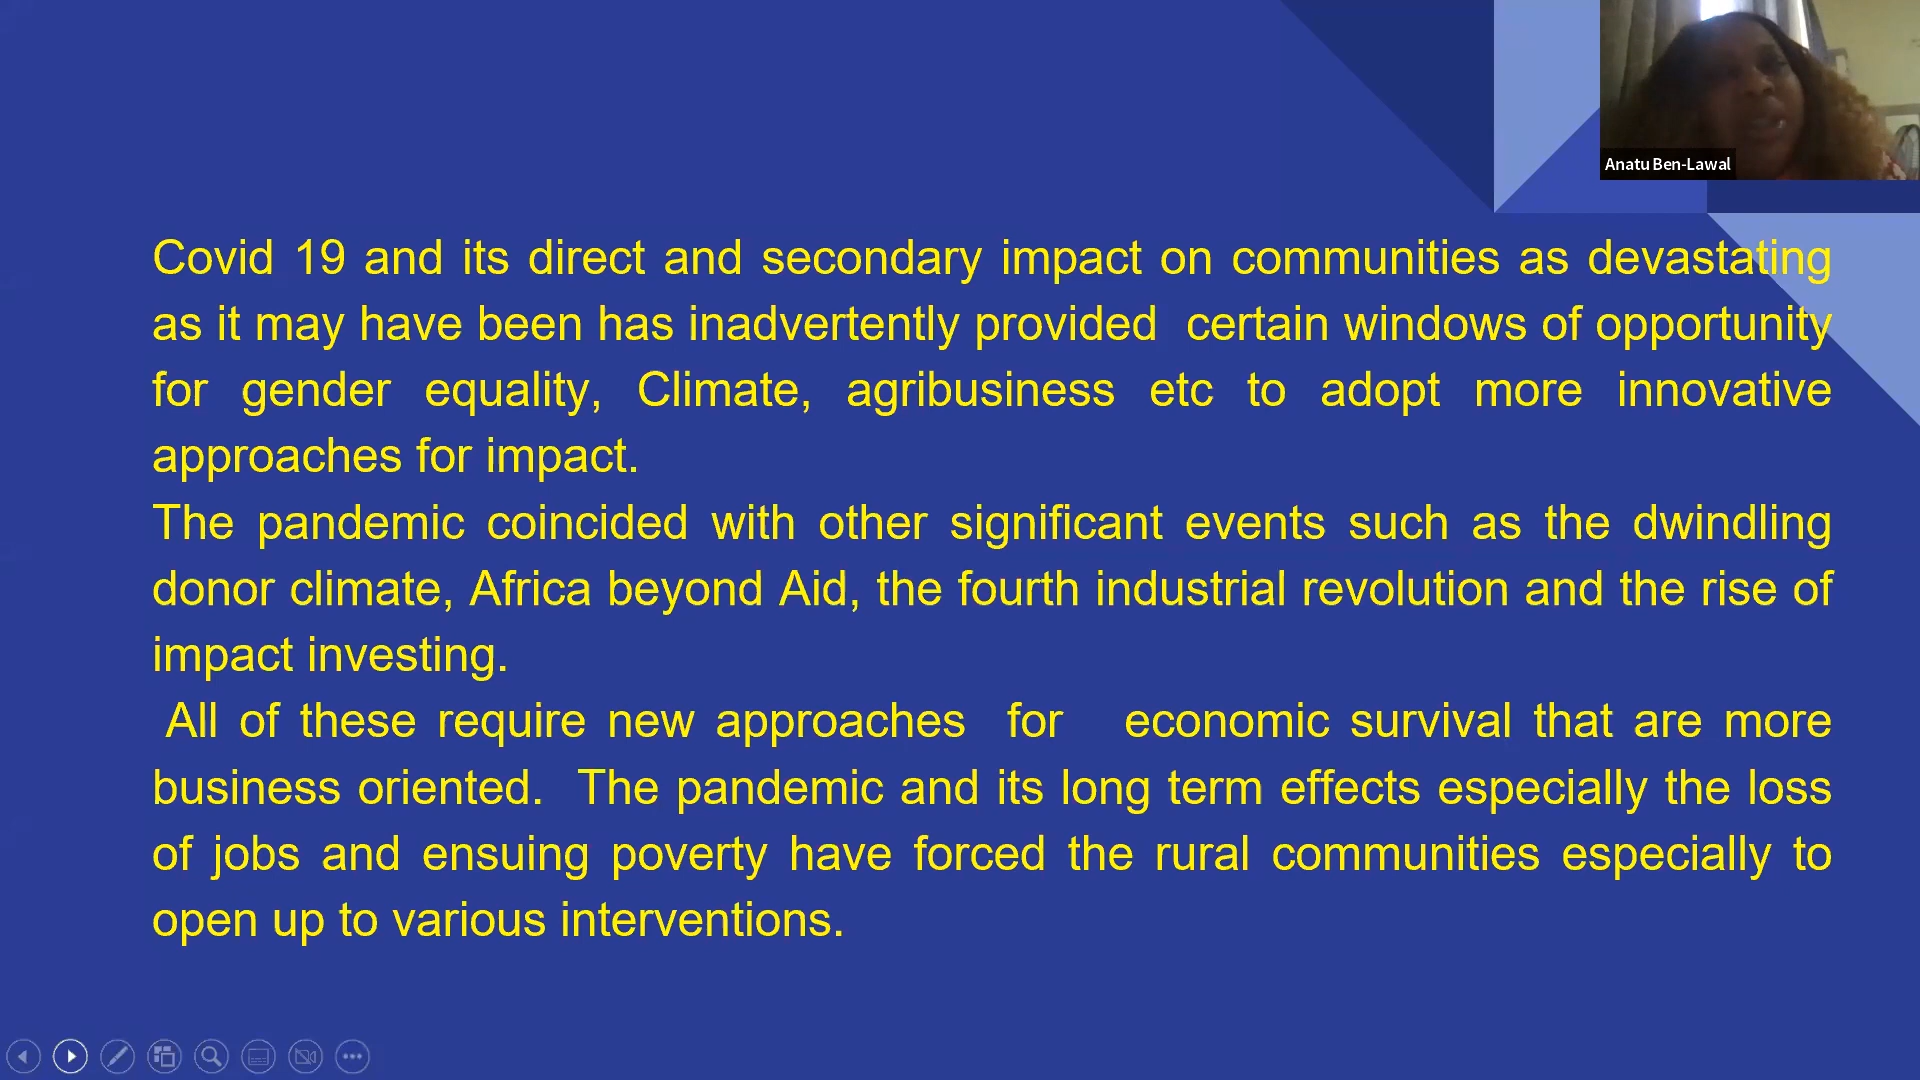 Anatu Ben-Lawal
Covid 19 and its direct and secondary impact on communities as devastating
as it may have been has inadvertently provided certain windows of opportunity
for gender equality, Climate, agribusiness etc to adopt more innovative
approaches for impact.
The pandemic coincided with other significant events such as the dwindling
donor climate, Africa beyond Aid, the fourth industrial revolution and the rise of
impact investing.
All of these require new approaches for economic survival that are more
business oriented. The pandemic and its long term effects especially the loss
of jobs and ensuing poverty have forced the rural communities especially to
open up to various interventions.